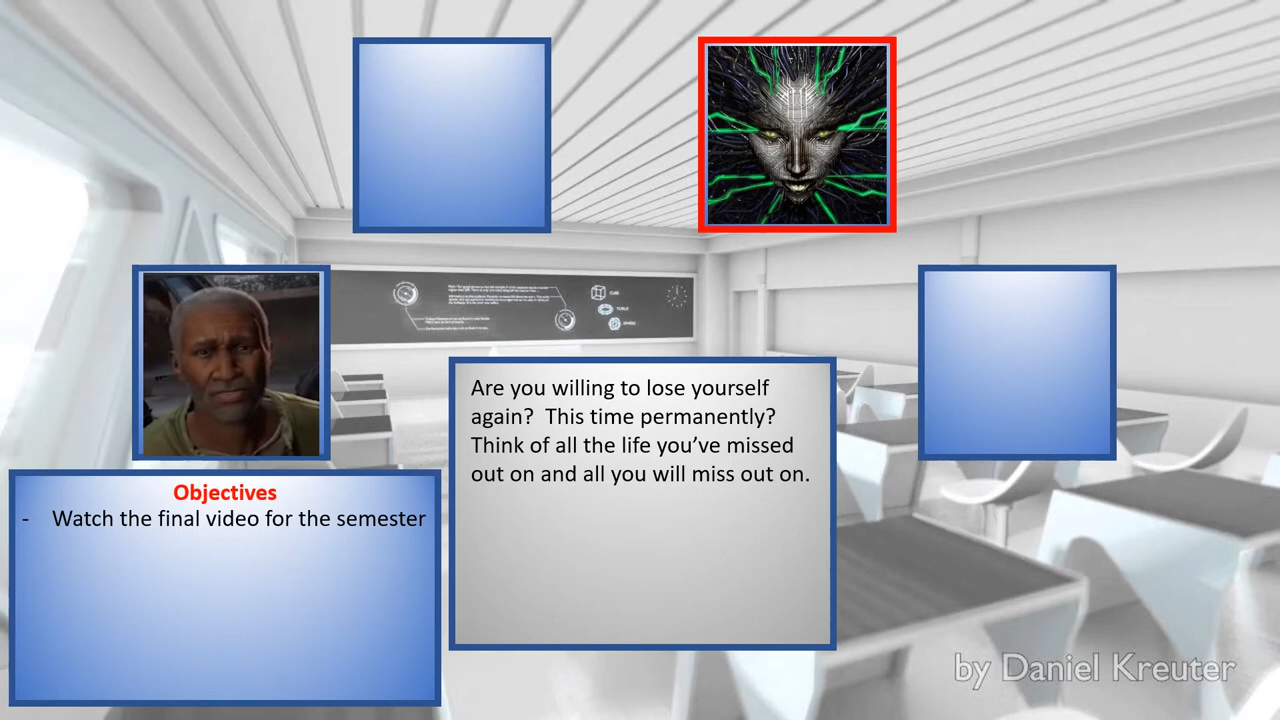 CUBE
TORUS
Are you willing to lose yourself
again?  This time permanently?
Think of all the life you’ve missed
out on and all you will miss out on.
Objectives
-    Watch the final video for the semester
by Daniel Kreuter